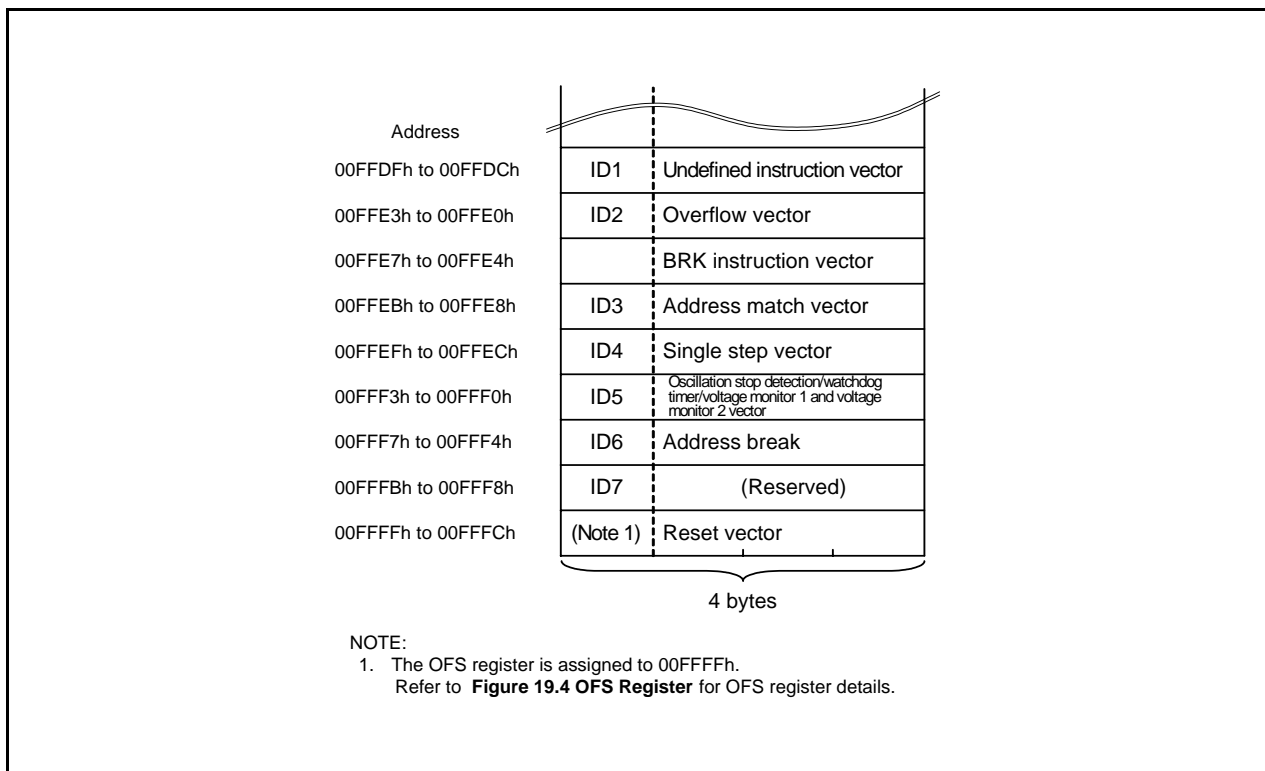 Address
00FFDFh to 00FFDCh ID1 Undefined instruction vector
00FFE3h to 00FFE0h ID2 Overflow vector
00FFE7h to 00FFE4h BRK instruction vector
00FFEBh to 00FFE8h ID3 Address match vector
00FFEFh to 00FFECh ID4 Single step vector
00FFF3h to 00FFF0h ID5 Oscillation stop detection/watchdog
timer/voltage monitor 1 and voltage
monitor 2 vector
00FFF7h to 00FFF4h ID6 Address break
00FFFBh to 00FFF8h ID7 (Reserved)
00FFFFh to 00FFFCh (Note 1) Reset vector
4 bytes
NOTE:
1. The OFS register is assigned to 00FFFFh.
Refer to Figure 19.4 OFS Register for OFS register details.